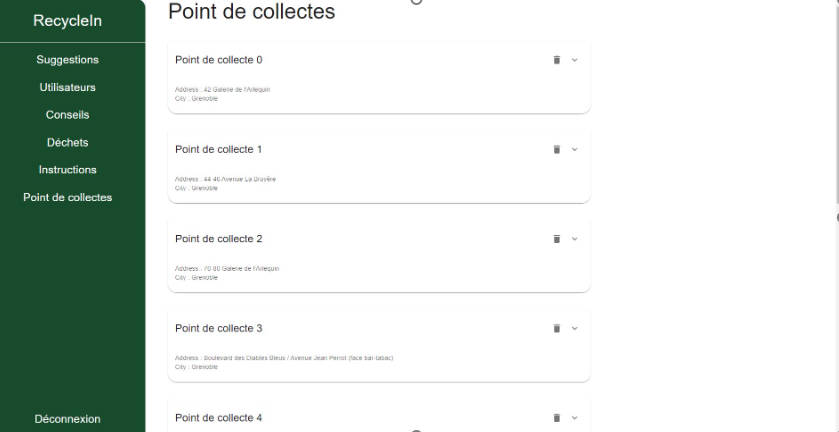 RecycleIn
Suggestions
Utilisateurs
Conseils
Déchets
Instructions
Point de collectes
Déconnexion
Point de collectes
Point de collecte 0
Address : 42 Galerie de l'Arlequin
City : Grenoble
Point de collecte 1
Address : 44-46 Avenue La Bruyère
City : Grenoble
Point de collecte 2
Address : 70-80 Galerie de l'Arlequin
City : Grenoble
Point de collecte 3
Address : Boulevard des Diables Bleus / Avenue Jean Perrot (face bar-tabac)
City : Grenoble
Point de collecte 4